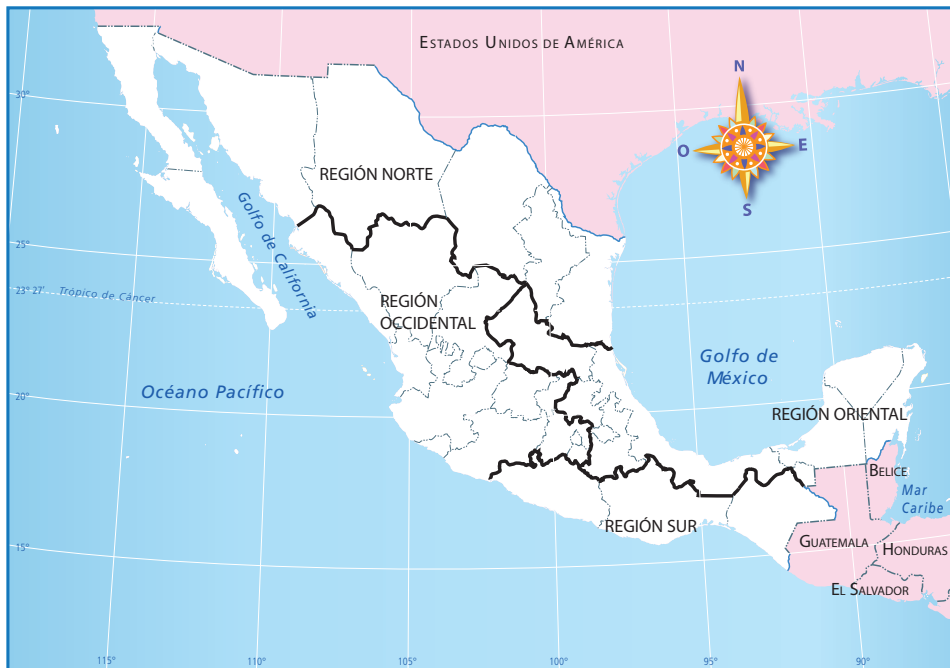 ESTADOS UNIDOS DE AMÉRICA
N
O
E
S
30°
REGIÓN NORTE
Golfo de California
25°
23° 27'
Trópico de Cáncer
REGIÓN
OCCIDENTAL
Golfo de
México
Océano Pacífico
20°
REGIÓN ORIENTAL
BELICE
Mar
Caribe
REGIÓN SUR
GUATEMALA
HONDURAS
15°
EL SALVADOR
115°
110°
105°
100°
95°
90°